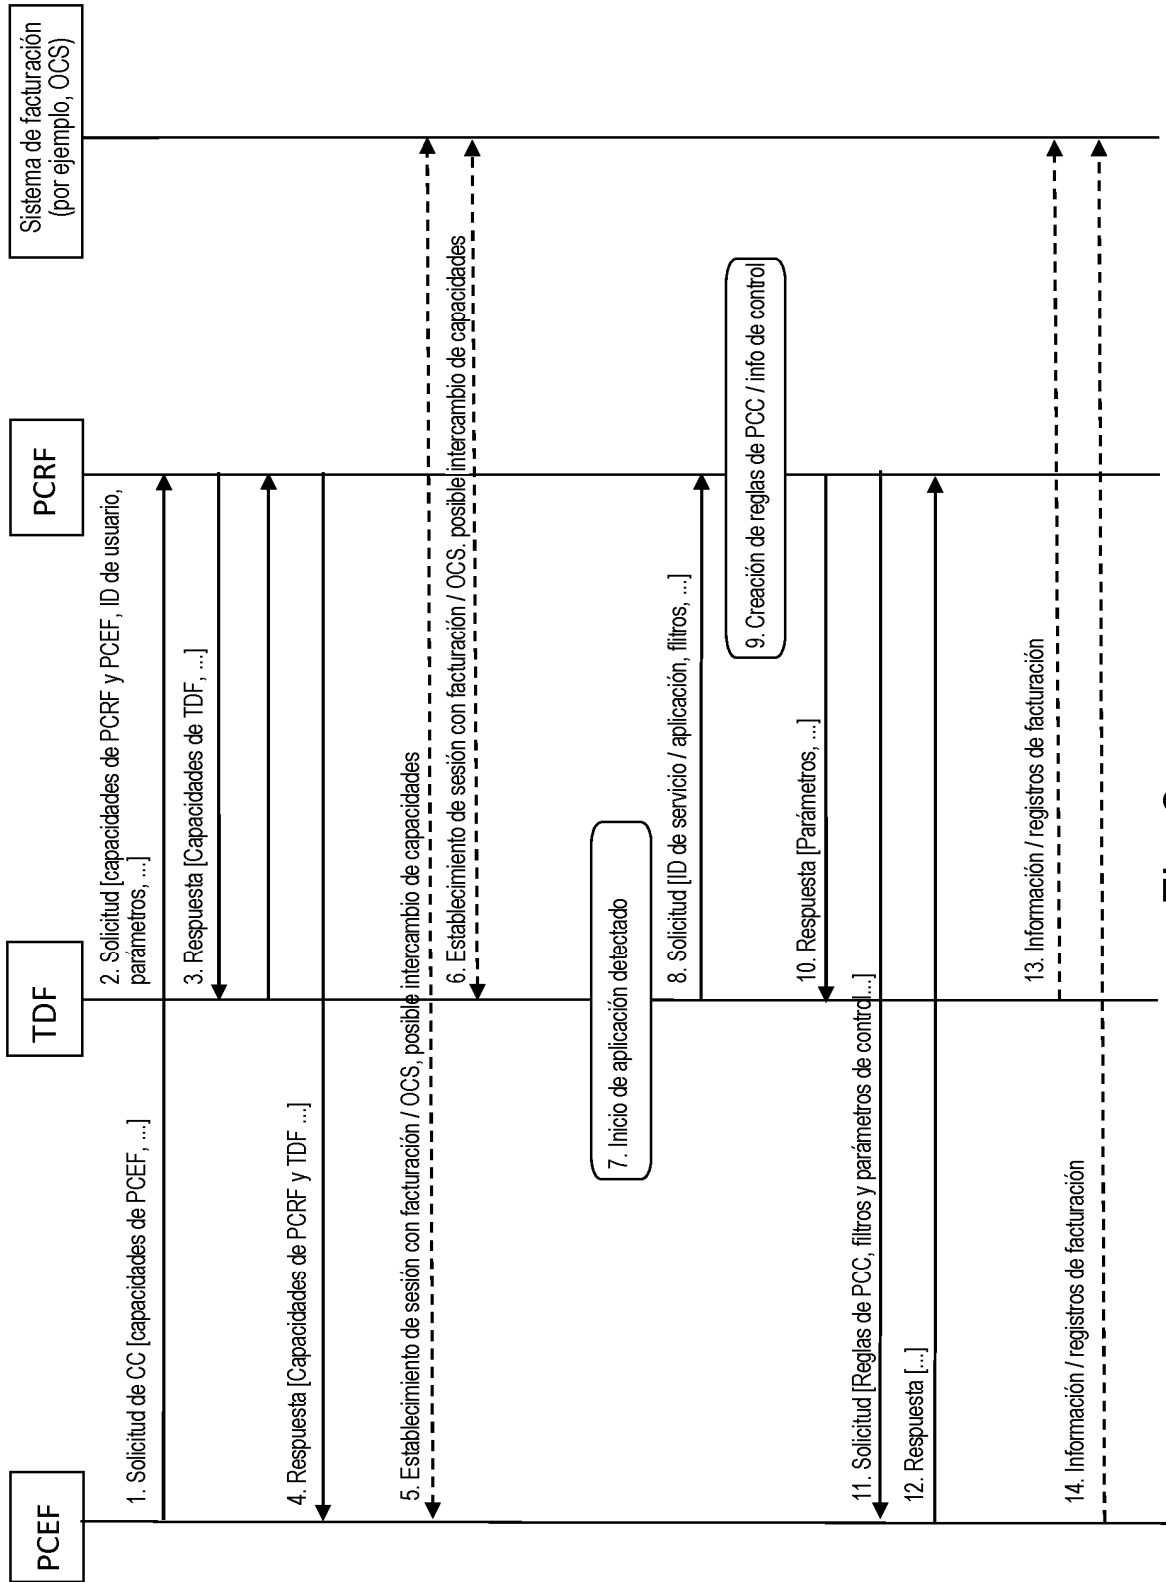 PCEF
TDF
PCRF
Sistema de facturación
(por ejemplo, OCS)
1. Solicitud de CC [capacidades de PCEF, ...]
2. Solicitud [capacidades de PCRF y PCEF, ID de usuario,
parámetros, ...]
3. Respuesta [Capacidades de TDF, ...]
4. Respuesta [Capacidades de PCRF y TDF ...]
5. Establecimiento de sesión con facturación / OCS, posible intercambio de capacidades
6. Establecimiento de sesión con facturación / OCS. posible intercambio de capacidades
7. Inicio de aplicación detectado
8. Solicitud [ID de servicio / aplicación, flitros, ...]
9. Creación de reglas de PCC / info de control
10. Respuesta [Parámetros, ...]
11. Solicitud [Reglas de PCC, filtros y parámetros de control...]
12. Respuesta [...]
13. Información / registros de facturación
14. Información / registros de facturación